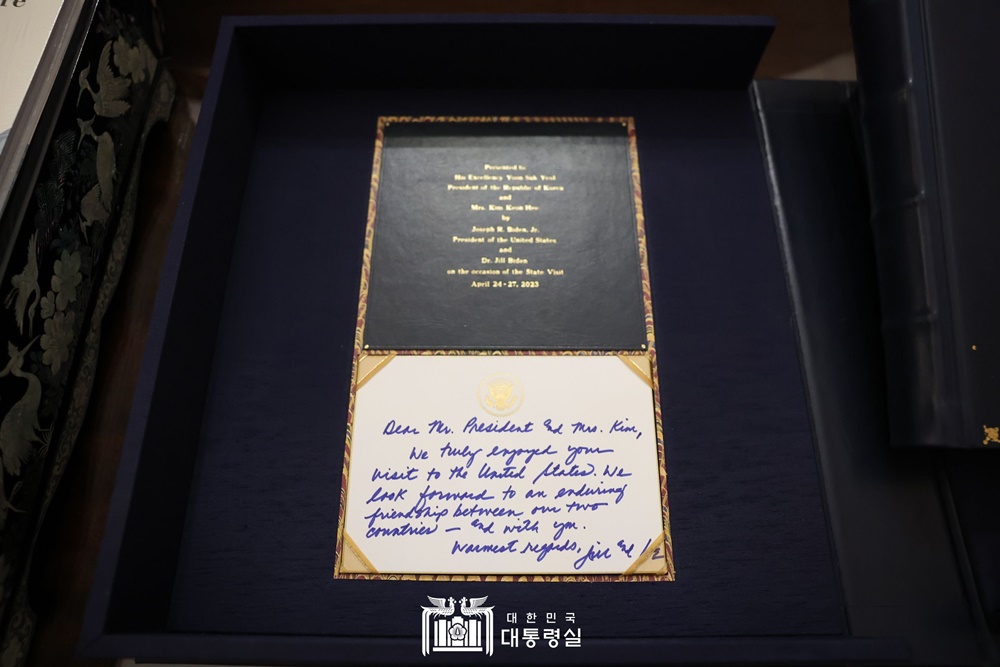 Presented to
His Excellency Yoon Suk Yeol
President of the Republic of Korea
and
Mrs. Kim Keon Hee
by
Joseph R. Biden, Jr.
President of the United States
and
Dr. Jill Biden
on the occasion of the State Visit
April 24-27, 2023
Dear Mr. President and Mrs. Kim,
We truly enjoyed your
visit to the United States. We
look forward to an enduring
friendship between our two
countries — and with you.
Warmest regards, Jill and
대한민국
대통령실